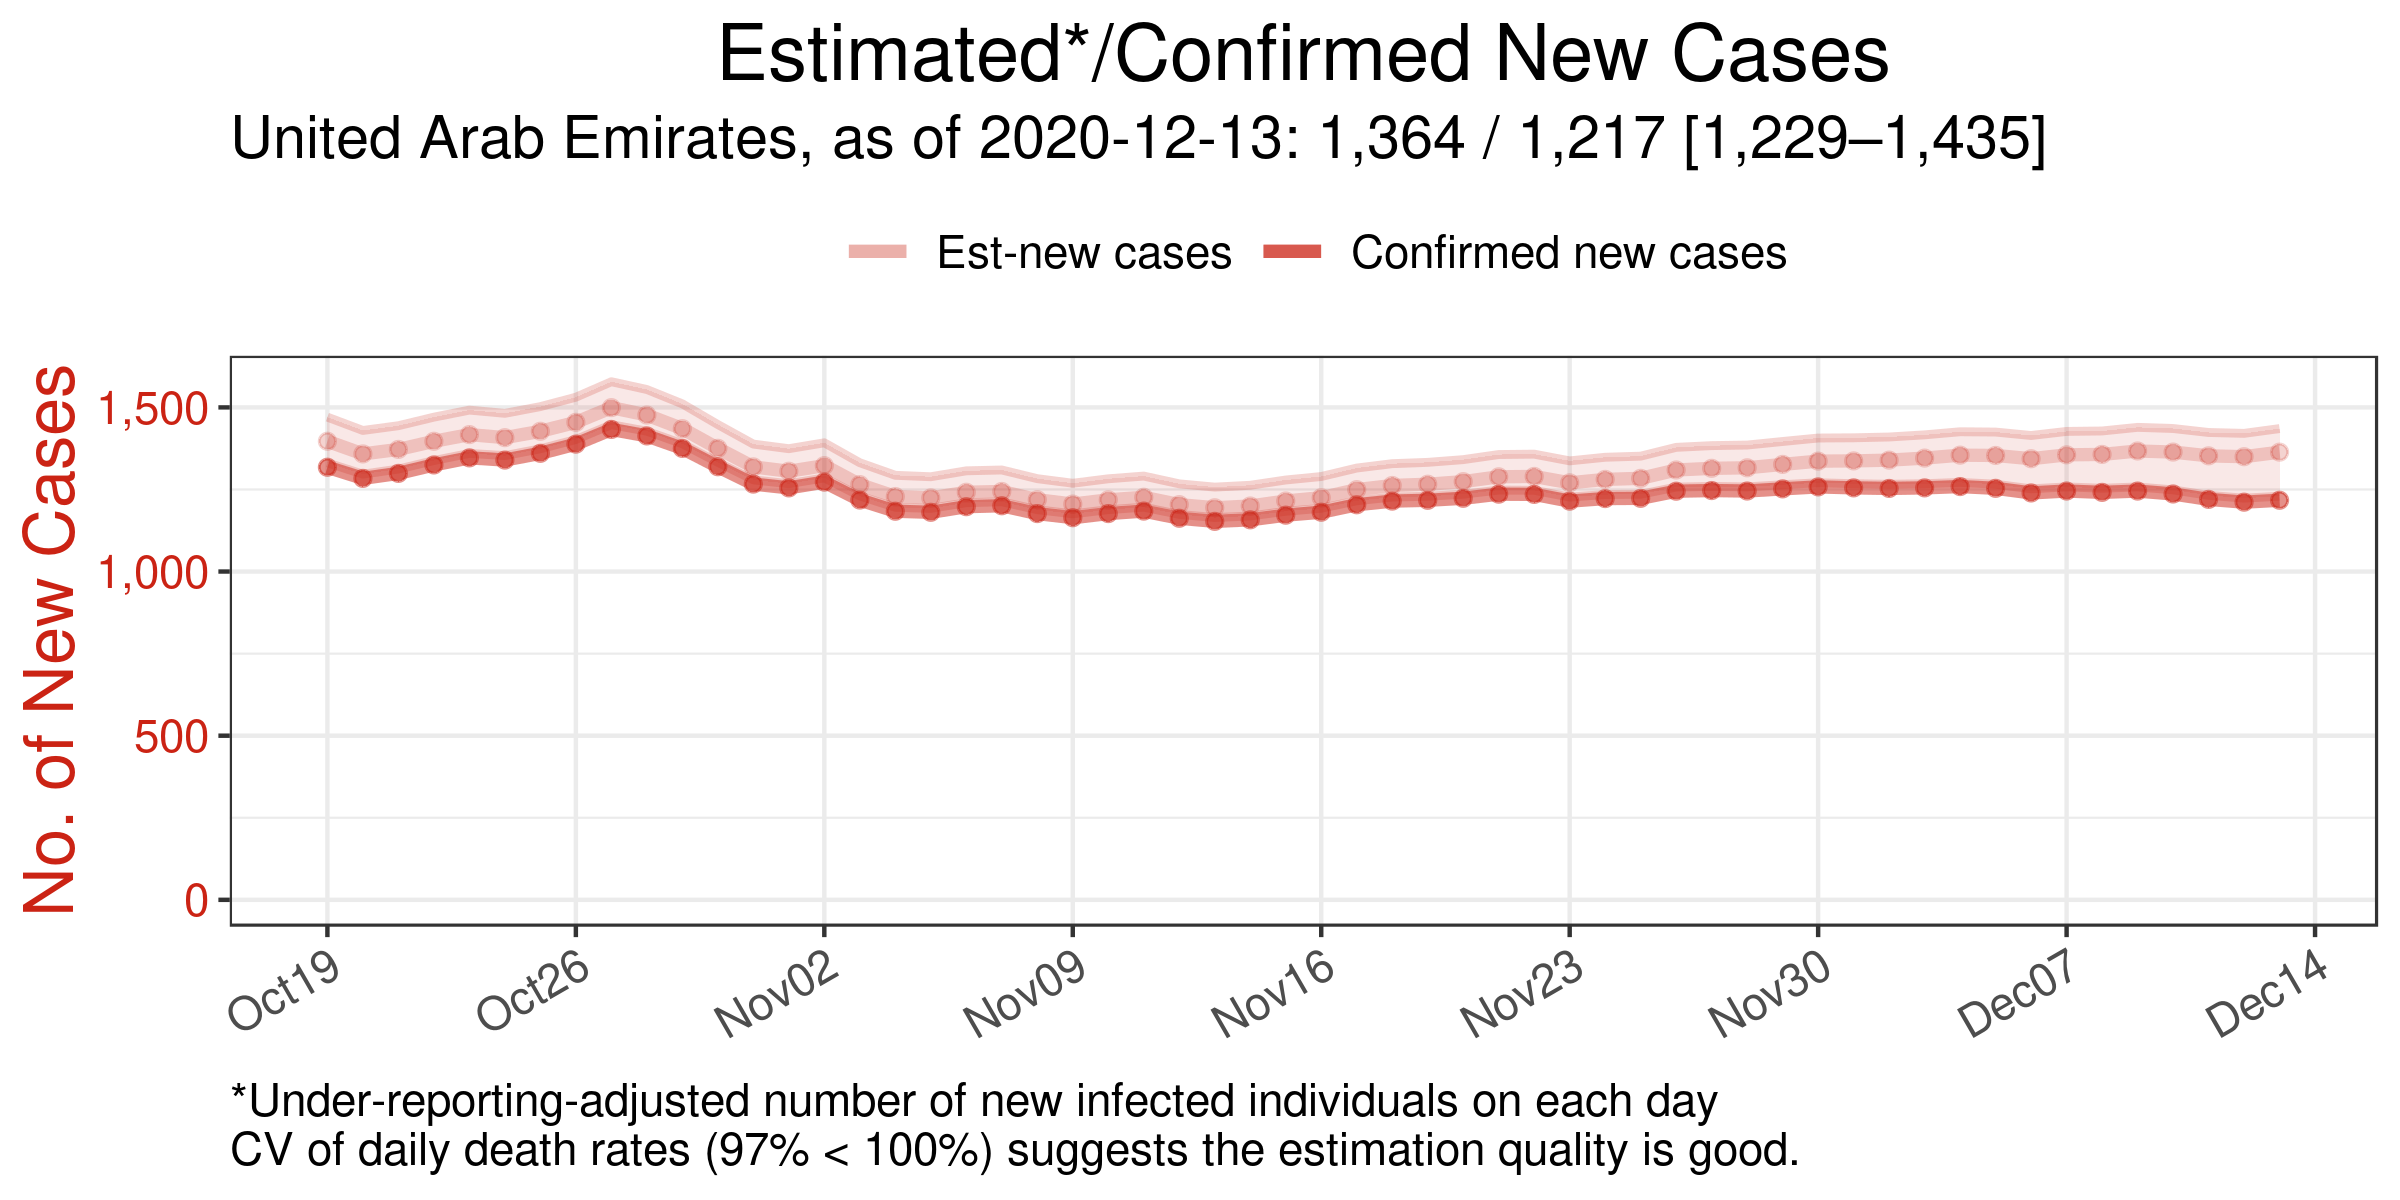 Estimated*/Confirmed New Cases
United Arab Emirates, as of 2020-12-13: 1,364 / 1,217 [1,229–1,435]
Est-new cases
Confirmed new cases
No. of New Cases
1,500
1,000
500
0
Oct19
Oct26
Nov02
Nov09
Nov16
Nov23
Nov30
Dec07
Dec14
*Under-reporting-adjusted number of new infected individuals on each day
CV of daily death rates (97% < 100%) suggests the estimation quality is good.